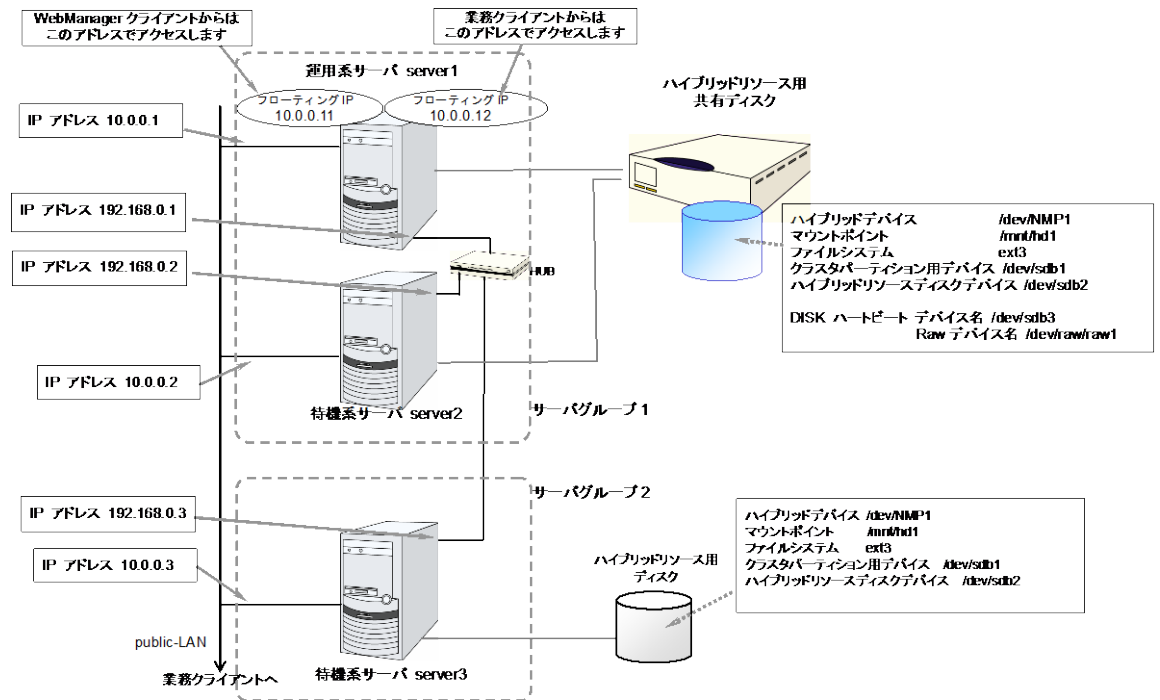 WebManager クライアントからは
このアドレスでアクセスします
業務クライアントからは
このアドレスでアクセスします
運用系サーバ server1
フローティング IP
10.0.0.11
フローティング IP
10.0.0.12
ハイブリッドリソース用
共有ディスク
IP アドレス 10.0.0.1
IP アドレス 192.168.0.1
IP アドレス 192.168.0.2
HUB
ハイブリッドデバイス /dev/NMP1
マウントポイント /mnt/hd1
ファイルシステム ext3
クラスタパーティション用デバイス /dev/sdb1
ハイブリッドリソースディスクデバイス /dev/sdb2
DISK ハートビート デバイス名 /dev/sdb3
Raw デバイス名 /dev/raw/raw1
IP アドレス 10.0.0.2
待機系サーバ server2
サーバグループ 1
サーバグループ 2
IP アドレス 192.168.0.3
IP アドレス 10.0.0.3
ハイブリッドリソース用
ディスク
ハイブリッドデバイス /dev/NMP1
マウントポイント /mnt/hd1
ファイルシステム ext3
クラスタパーティション用デバイス /dev/sdb1
ハイブリッドリソースディスクデバイス /dev/sdb2
public-LAN
業務クライアントへ
待機系サーバ server3